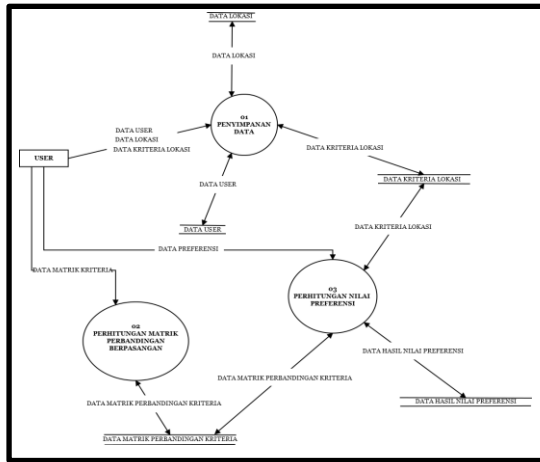 DATA LOKASI
DATA LOKASI
01
PENYIMPANAN
DATA
DATA USER
DATA LOKASI
DATA KRITERIA LOKASI
USER
DATA KRITERIA LOKASI
DATA KRITERIA LOKASI
DATA USER
DATA USER
DATA KRITERIA LOKASI
DATA PREFERENSI
DATA MATRIK KRITERIA
03
PERHITUNGAN NILAI
PREFERENSI
02
PERHITUNGAN MATRIK
PERBANDINGAN
BERPASANGAN
DATA HASIL NILAI PREFERENSI
DATA MATRIK PERBANDINGAN KRITERIA
DATA MATRIK PERBANDINGAN KRITERIA
DATA HASIL NILAI PREFERENSI
DATA MATRIK PERBANDINGAN KRITERIA